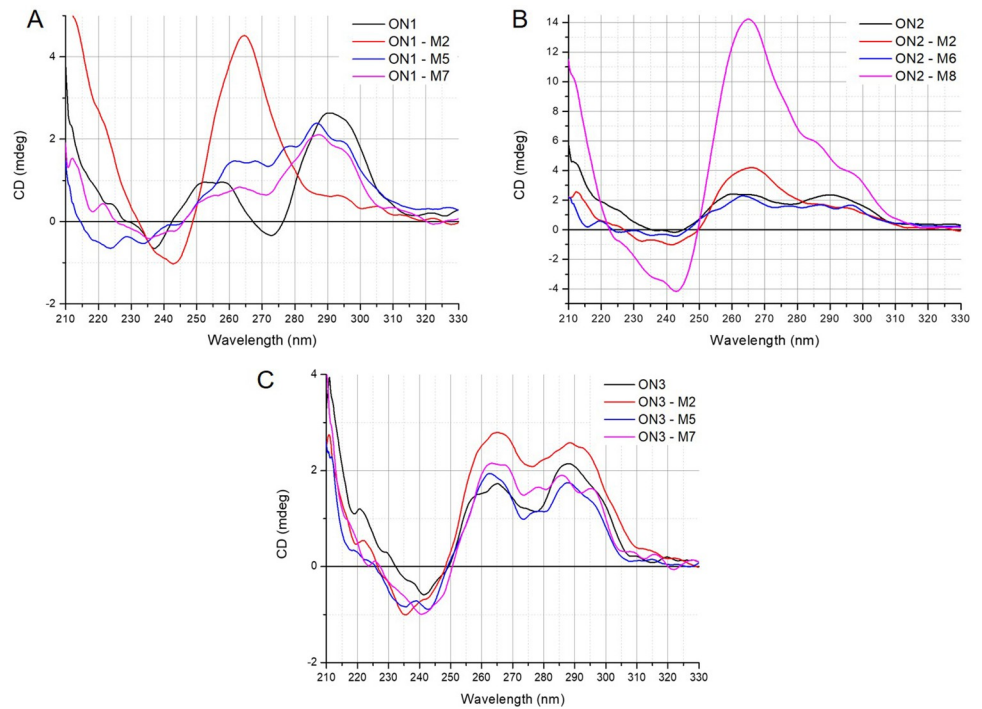 A
ON1
ON1 - M2
ON1 - M5
ON1 - M7
4
2
0
-2
CD (mdeg)
210 220 230 240 250 260 270 280 290 300 310 320 330
Wavelength (nm)
B
ON2
ON2 - M2
ON2 - M6
ON2 - M8
14
12
10
8
6
4
2
0
-2
-4
CD (mdeg)
210 220 230 240 250 260 270 280 290 300 310 320 330
Wavelength (nm)
C
ON3
ON3 - M2
ON3 - M5
ON3 - M7
4
2
0
-2
CD (mdeg)
210 220 230 240 250 260 270 280 290 300 310 320 330
Wavelength (nm)